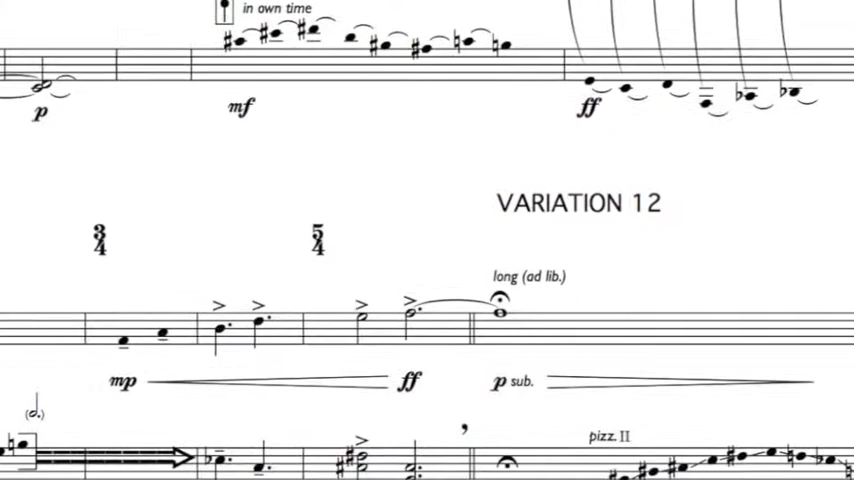 in own time
p
mf
ff
VARIATION 12
3
4
5
4
long (ad lib.)
mp
ff
p sub.
pizz. II